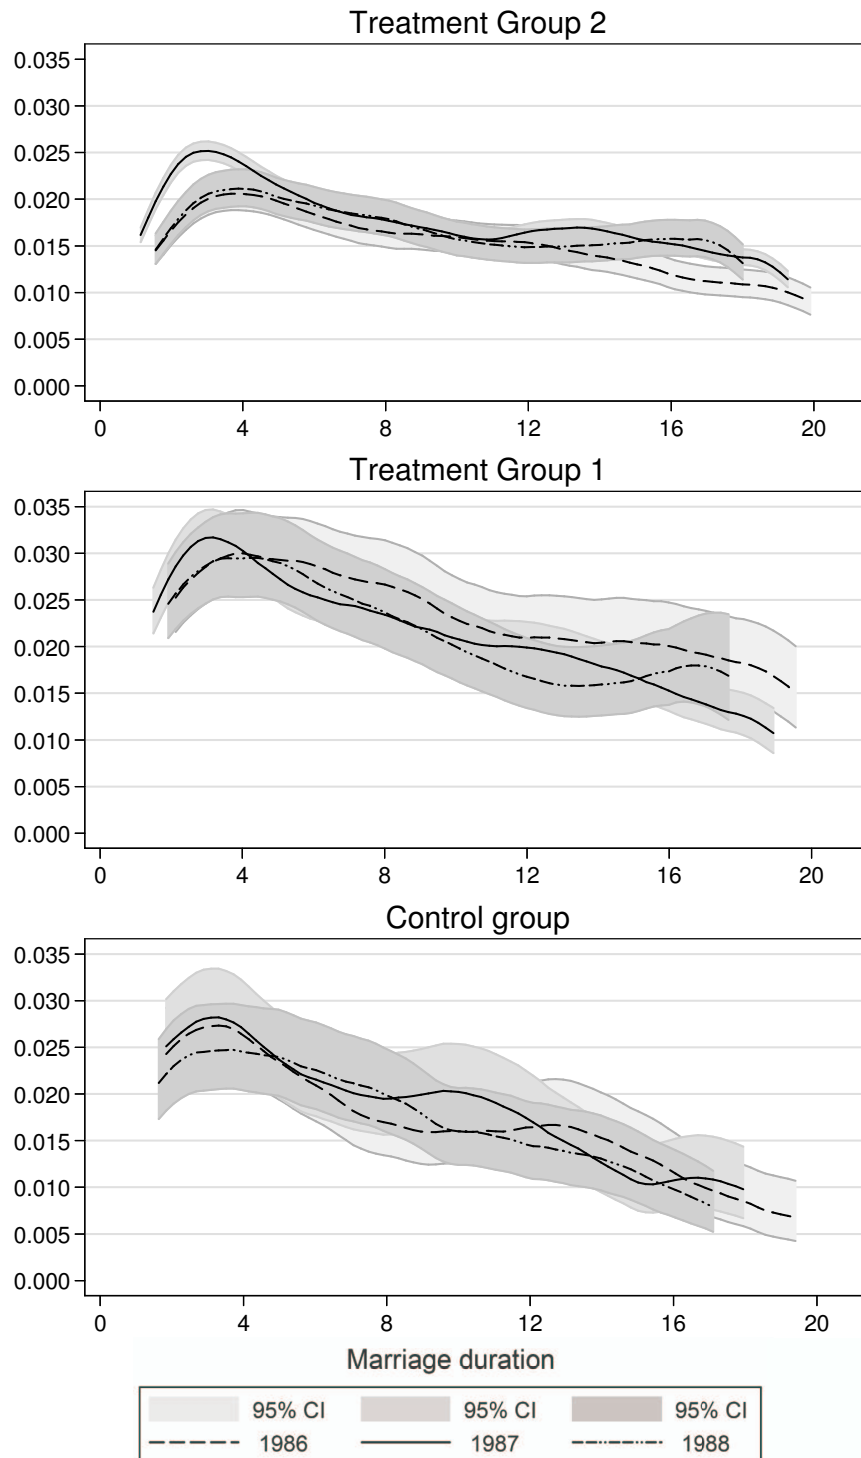 Treatment Group 2
0.035
0.030
0.025
0.020
0.015
0.010
0.005
0.000
0 4 8 12 16 20
Treatment Group 1
0.035
0.030
0.025
0.020
0.015
0.010
0.005
0.000
0 4 8 12 16 20
Control group
0.035
0.030
0.025
0.020
0.015
0.010
0.005
0.000
0 4 8 12 16 20
Marriage duration
95% CI 95% CI 95% CI
1986 1987 1988